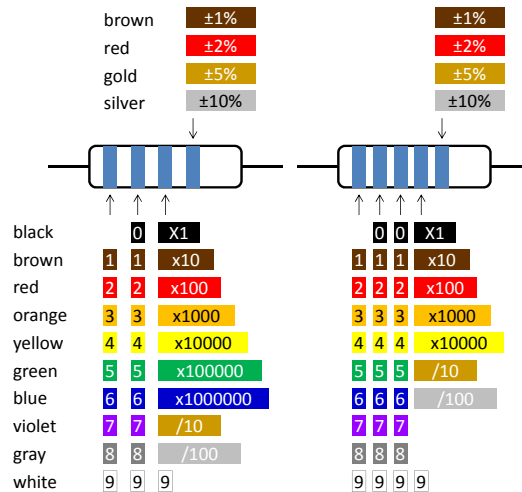 brown ±1% ±1%
red ±2% ±2%
gold ±5% ±5%
silver ±10% ±10%
black 0 X1 0 0 X1
brown 1 1 x10 1 1 1 x10
red 2 2 x100 2 2 2 x100
orange 3 3 x1000 3 3 3 x1000
yellow 4 4 x10000 4 4 4 x10000
green 5 5 x100000 5 5 5 /10
blue 6 6 x1000000 6 6 6 /100
violet 7 7 /10 7 7 7
gray 8 8 /100 8 8 8
white 9 9 9 9 9 9 9